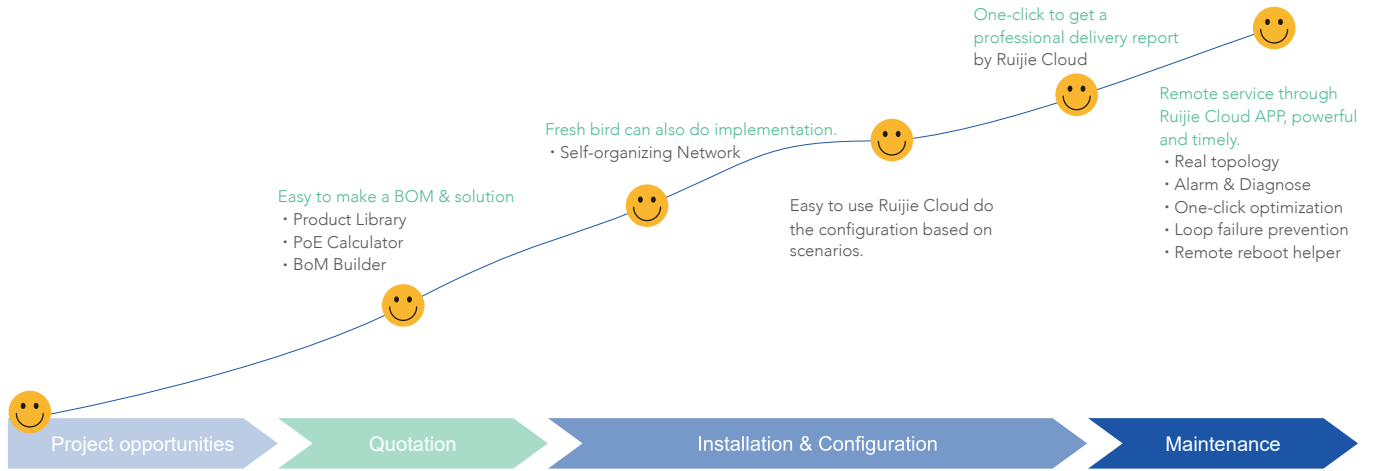 One-click to get a
professional delivery report
by Ruijie Cloud
Remote service through
Ruijie Cloud APP, powerful
and timely.
・Real topology
・Alarm & Diagnose
・One-click optimization
・Loop failure prevention
・Remote reboot helper
Fresh bird can also do implementation.
・Self-organizing Network
Easy to make a BOM & solution
・Product Library
・PoE Calculator
・BoM Builder
Easy to use Ruijie Cloud do
the configuration based on
scenarios.
Project opportunities
Quotation
Installation & Configuration
Maintenance